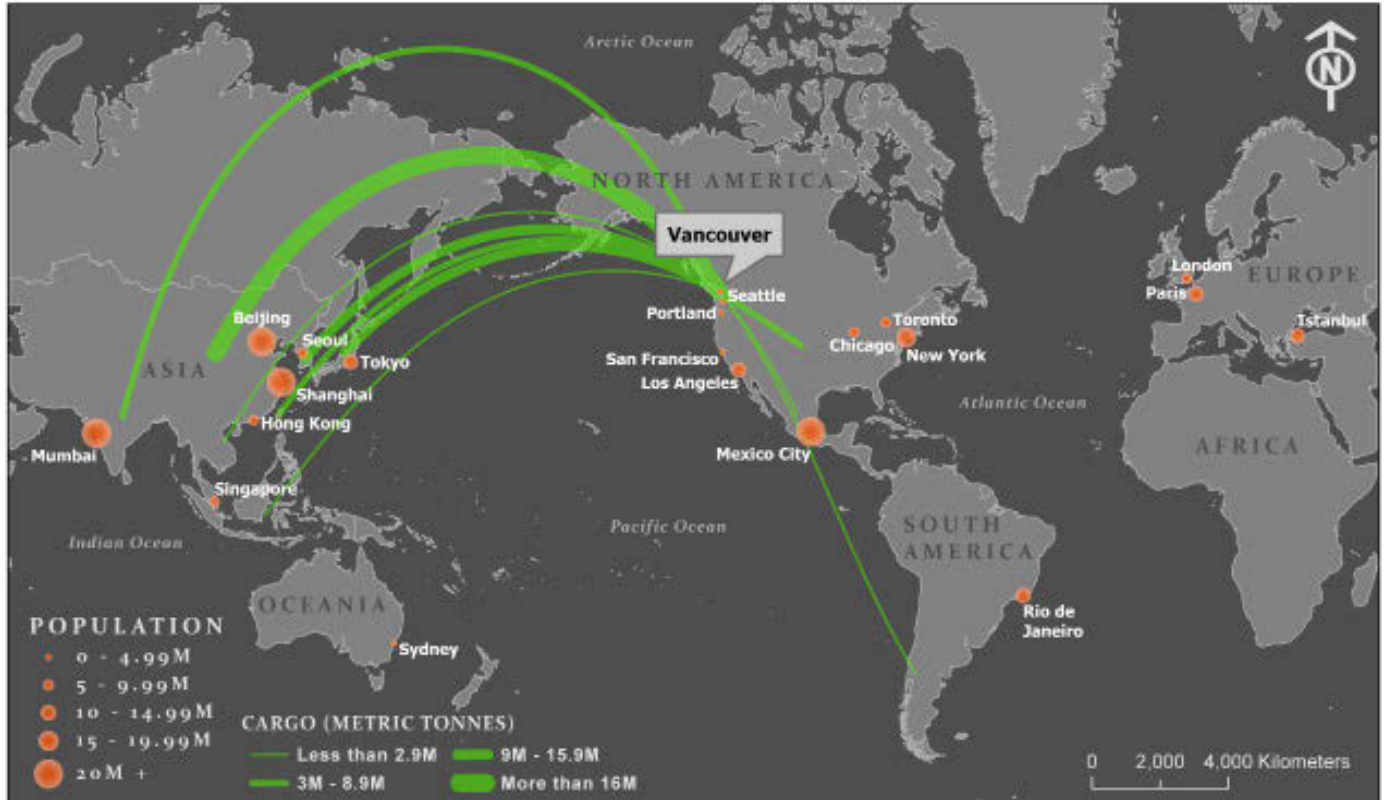 Arctic Ocean
N
NORTH AMERICA
Vancouver
London
EUROPE
Seattle
Paris
Portland
Beijing
Toronto
Istanbul
Seoul
Chicago
New York
San Francisco
Tokyo
ASIA
Los Angeles
Shanghai
Atlantic Ocean
Hong Kong
AFRICA
Mumbai
Mexico City
Singapore
Pacific Ocean
SOUTH
AMERICA
Indian Ocean
OCEANIA
Rio de
Janeiro
Sydney
POPULATION
0 - 4.99M
5 - 9.99M
10 - 14.99M
15 - 19.99M
20M +
CARGO (METRIC TONNES)
Less than 2.9M
9M - 15.9M
3M - 8.9M
More than 16M
0 2,000 4,000 Kilometers